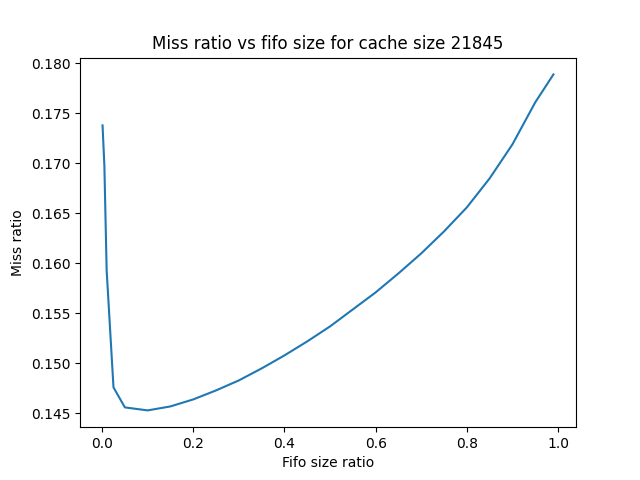 Miss ratio vs fifo size for cache size 21845
0.180
0.175
0.170
0.165
0.160
0.155
0.150
0.145
Miss ratio
0.0 0.2 0.4 0.6 0.8 1.0
Fifo size ratio